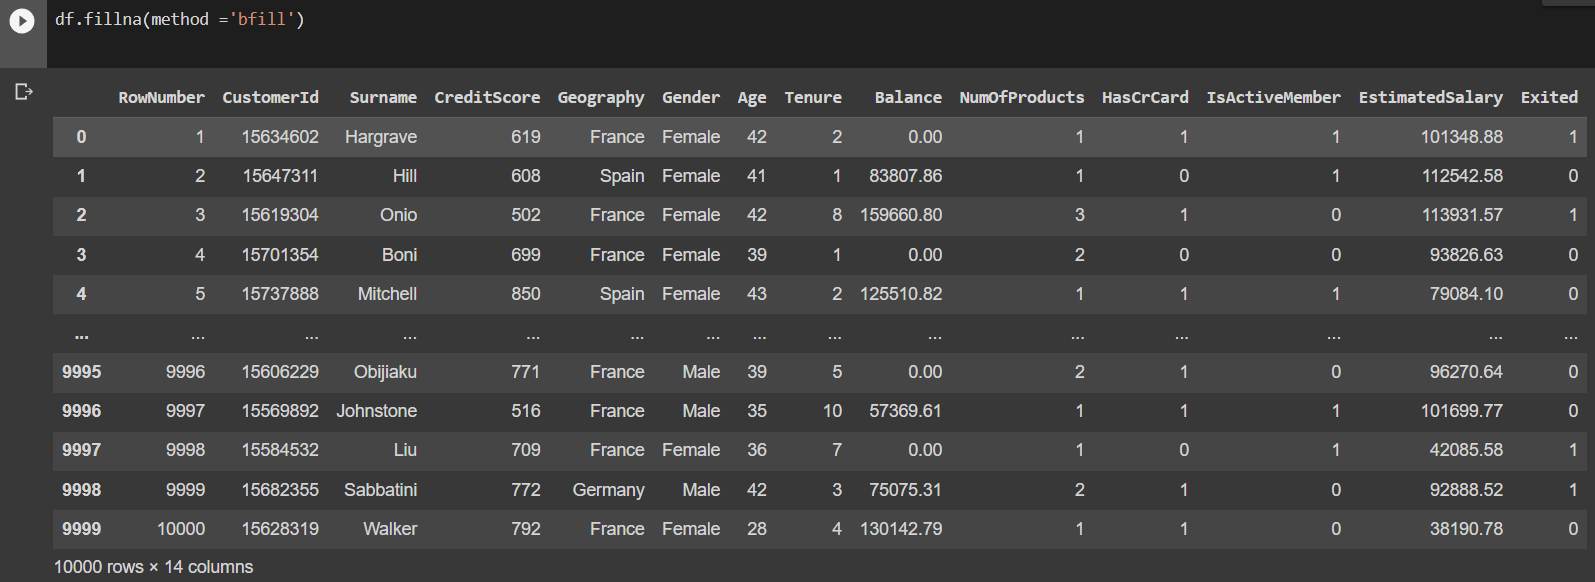 df.fillna(method ='bfill')
RowNumber CustomerId Surname CreditScore Geography Gender Age Tenure Balance NumOfProducts HasCrCard IsActiveMember EstimatedSalary Exited
0 1 15634602 Hargrave 619 France Female 42 2 0.00 1 1 1 101348.88 1
1 2 15647311 Hill 608 Spain Female 41 1 83807.86 1 0 1 112542.58 0
2 3 15619304 Onio 502 France Female 42 8 159660.80 3 1 0 113931.57 1
3 4 15701354 Boni 699 France Female 39 1 0.00 2 0 0 93826.63 0
4 5 15737888 Mitchell 850 Spain Female 43 2 125510.82 1 1 1 79084.10 0
... ... ... ... ... ... ... ... ... ... ... ... ... ... ...
9995 9996 15606229 Obijiaku 771 France Male 39 5 0.00 2 1 0 96270.64 0
9996 9997 15569892 Johnstone 516 France Male 35 10 57369.61 1 1 1 101699.77 0
9997 9998 15584532 Liu 709 France Female 36 7 0.00 1 0 1 42085.58 1
9998 9999 15682355 Sabbatini 772 Germany Male 42 3 75075.31 2 1 0 92888.52 1
9999 10000 15628319 Walker 792 France Female 28 4 130142.79 1 1 0 38190.78 0
10000 rows × 14 columns